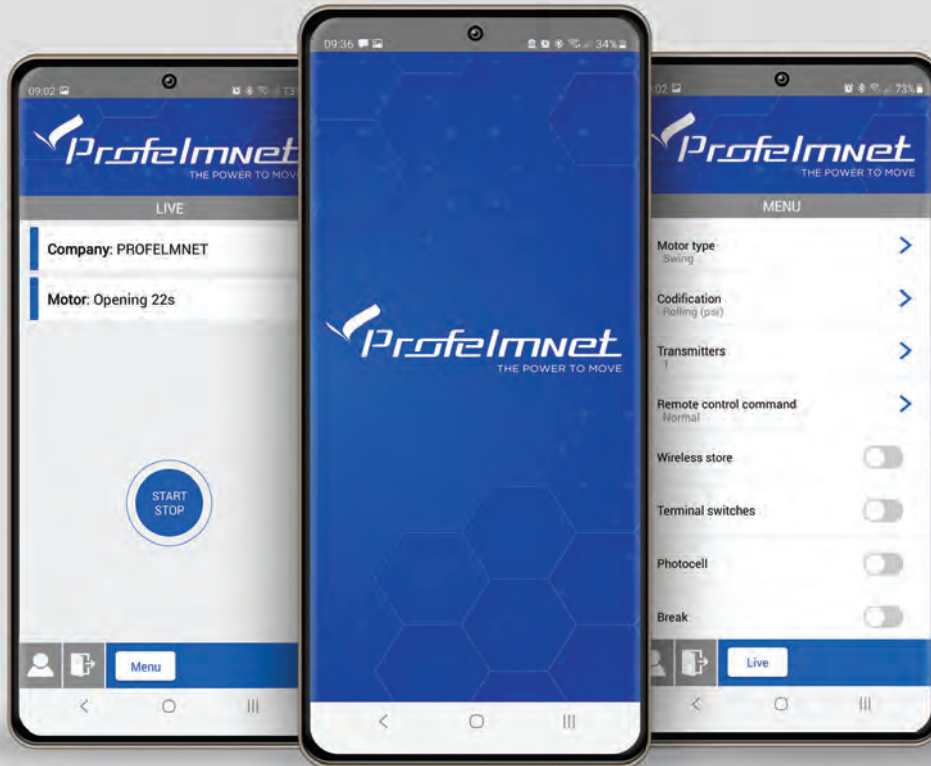 09:02
Profelmnet
THE POWER TO MOVE
LIVE
Company: PROFELMNET
Motor: Opening 22s
START
STOP
Menu
09:36
34%
Profelmnet
THE POWER TO MOVE
73%
Profelmnet
THE POWER TO MOVE
MENU
Motor type
Swing
Codification
Rolling (psi)
Transmitters
1
Remote control command
Normal
Wireless store
Terminal switches
Photocell
Break
Live